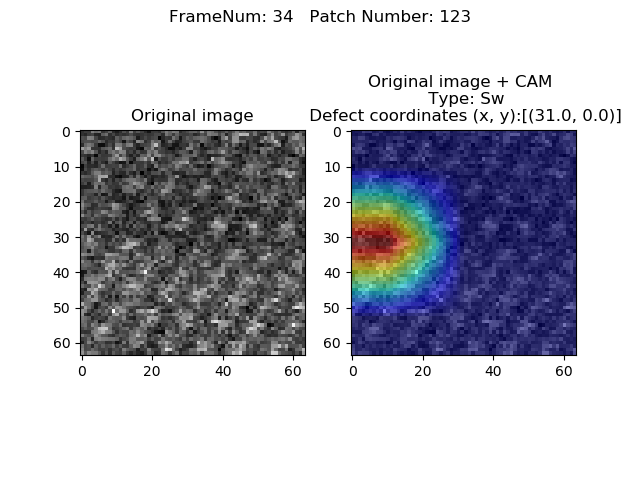 FrameNum: 34   Patch Number: 123
Original image
0
10
20
30
40
50
60
0 20 40 60
Original image + CAM
Type: Sw
Defect coordinates (x, y):[(31.0, 0.0)]
0
10
20
30
40
50
60
0 20 40 60